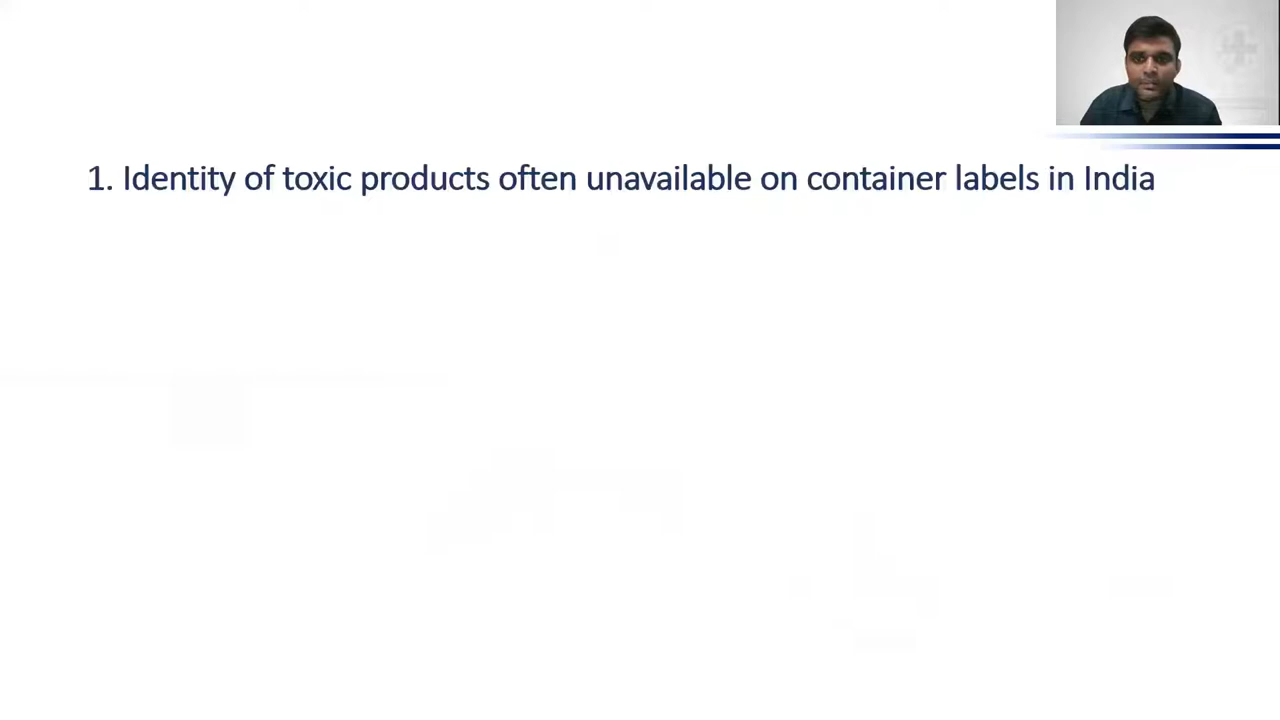 1. Identity of toxic products often unavailable on container labels in India